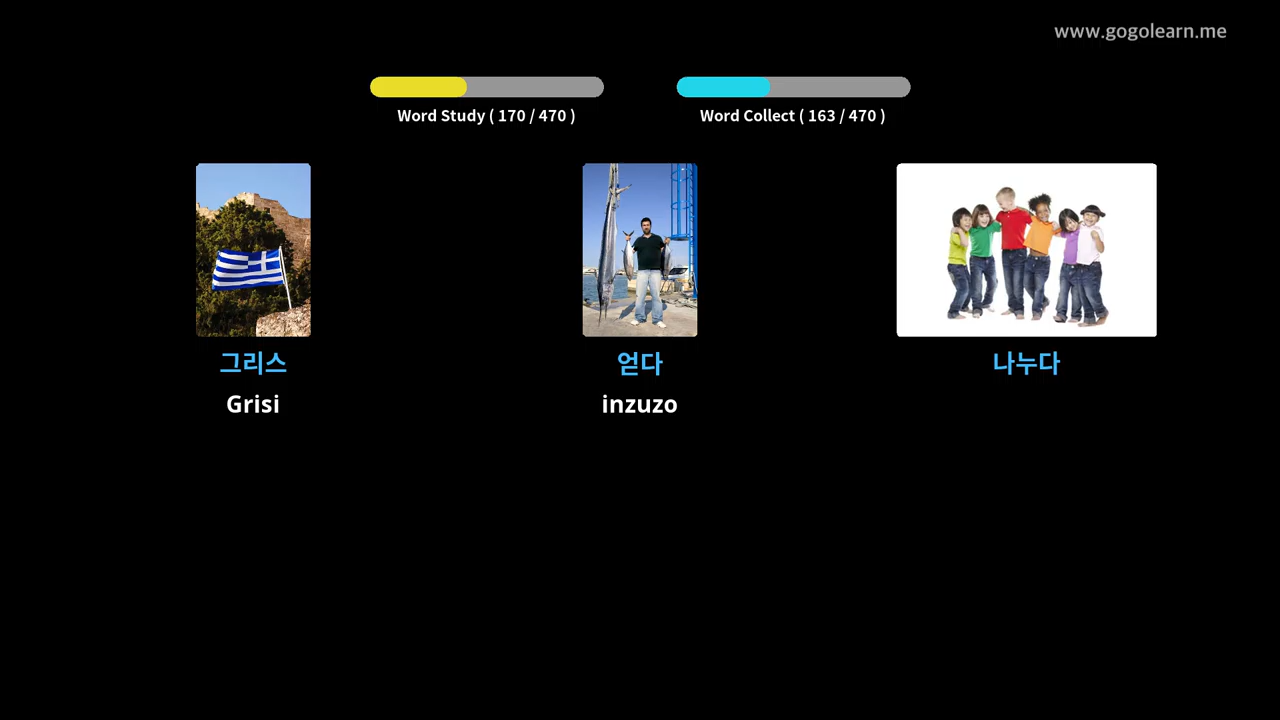 www.gogolearn.me
Word Study ( 170 / 470 )
Word Collect ( 163 / 470 )
그리스
얻다
나누다
Grisi
inzuzo